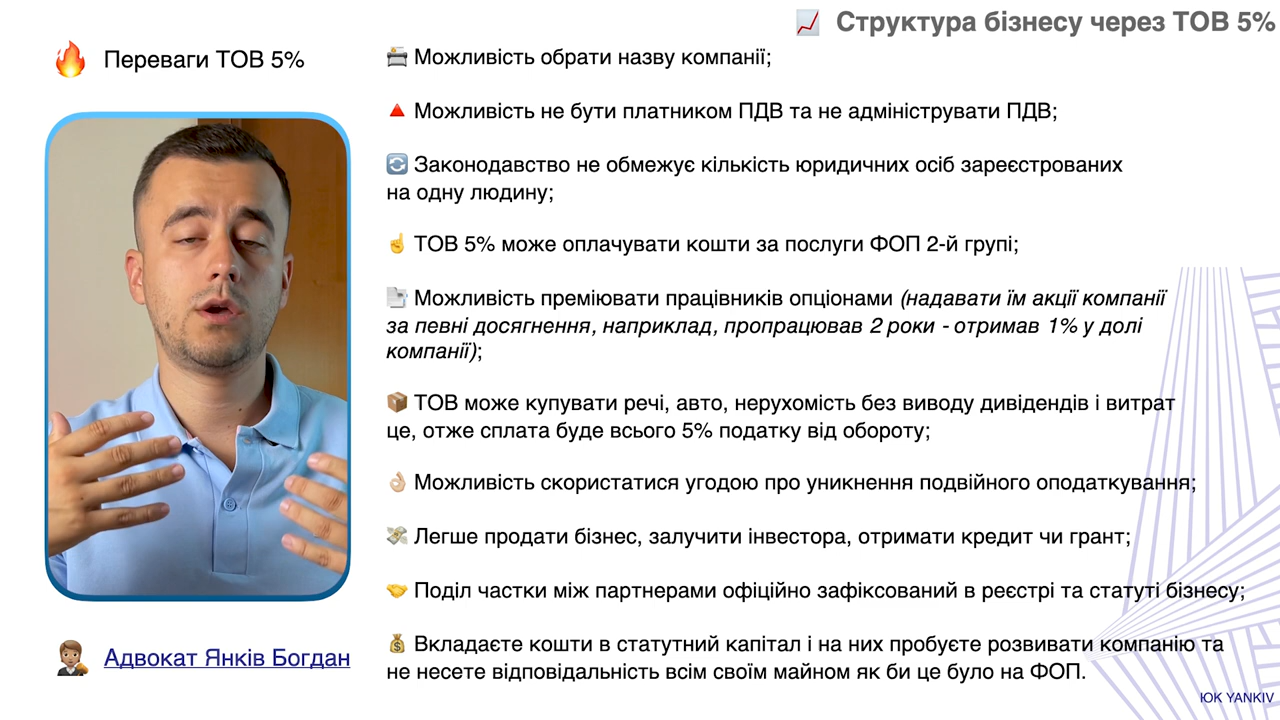 Структура бізнесу через ТОВ 5%
Переваги ТОВ 5%
Можливість обрати назву компанії;
Можливість не бути платником ПДВ та не адмініструвати ПДВ;
Законодавство не обмежує кількість юридичних осіб зареєстрованих
на одну людину;
ТОВ 5% може оплачувати кошти за послуги ФОП 2-й групі;
Можливість преміювати працівників опціонами (надавати їм акції компанії
за певні досягнення, наприклад, пропрацював 2 роки - отримав 1% у долі
компанії);
ТОВ може купувати речі, авто, нерухомість без виводу дивідендів і витрат
це, отже сплата буде всього 5% податку від обороту;
Можливість скористатися угодою про уникнення подвійного оподаткування;
Легше продати бізнес, залучити інвестора, отримати кредит чи грант;
Поділ частки між партнерами офіційно зафіксований в реєстрі та статуті бізнесу;
Вкладаєте кошти в статутний капітал і на них пробуєте розвивати компанію та
не несете відповідальність всім своїм майном як би це було на ФОП.
Адвокат Янків Богдан
ЮК YANKIV